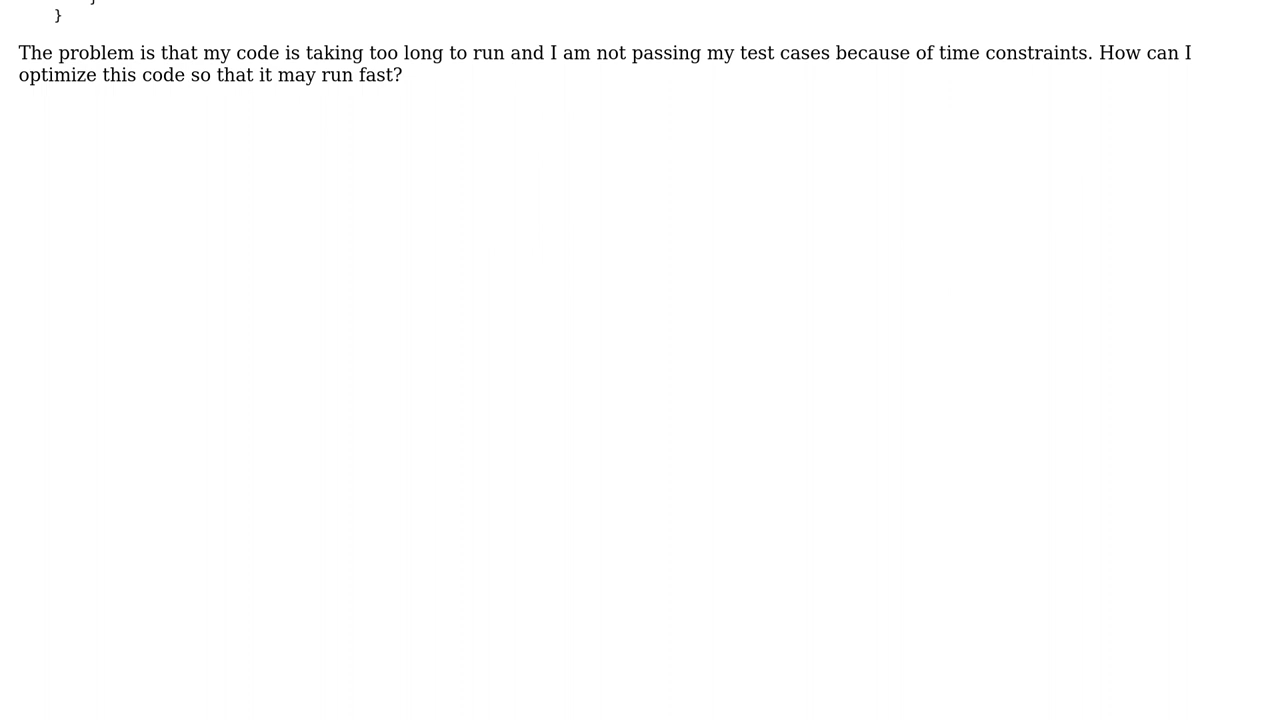 }
}
The problem is that my code is taking too long to run and I am not passing my test cases because of time constraints. How can I
optimize this code so that it may run fast?